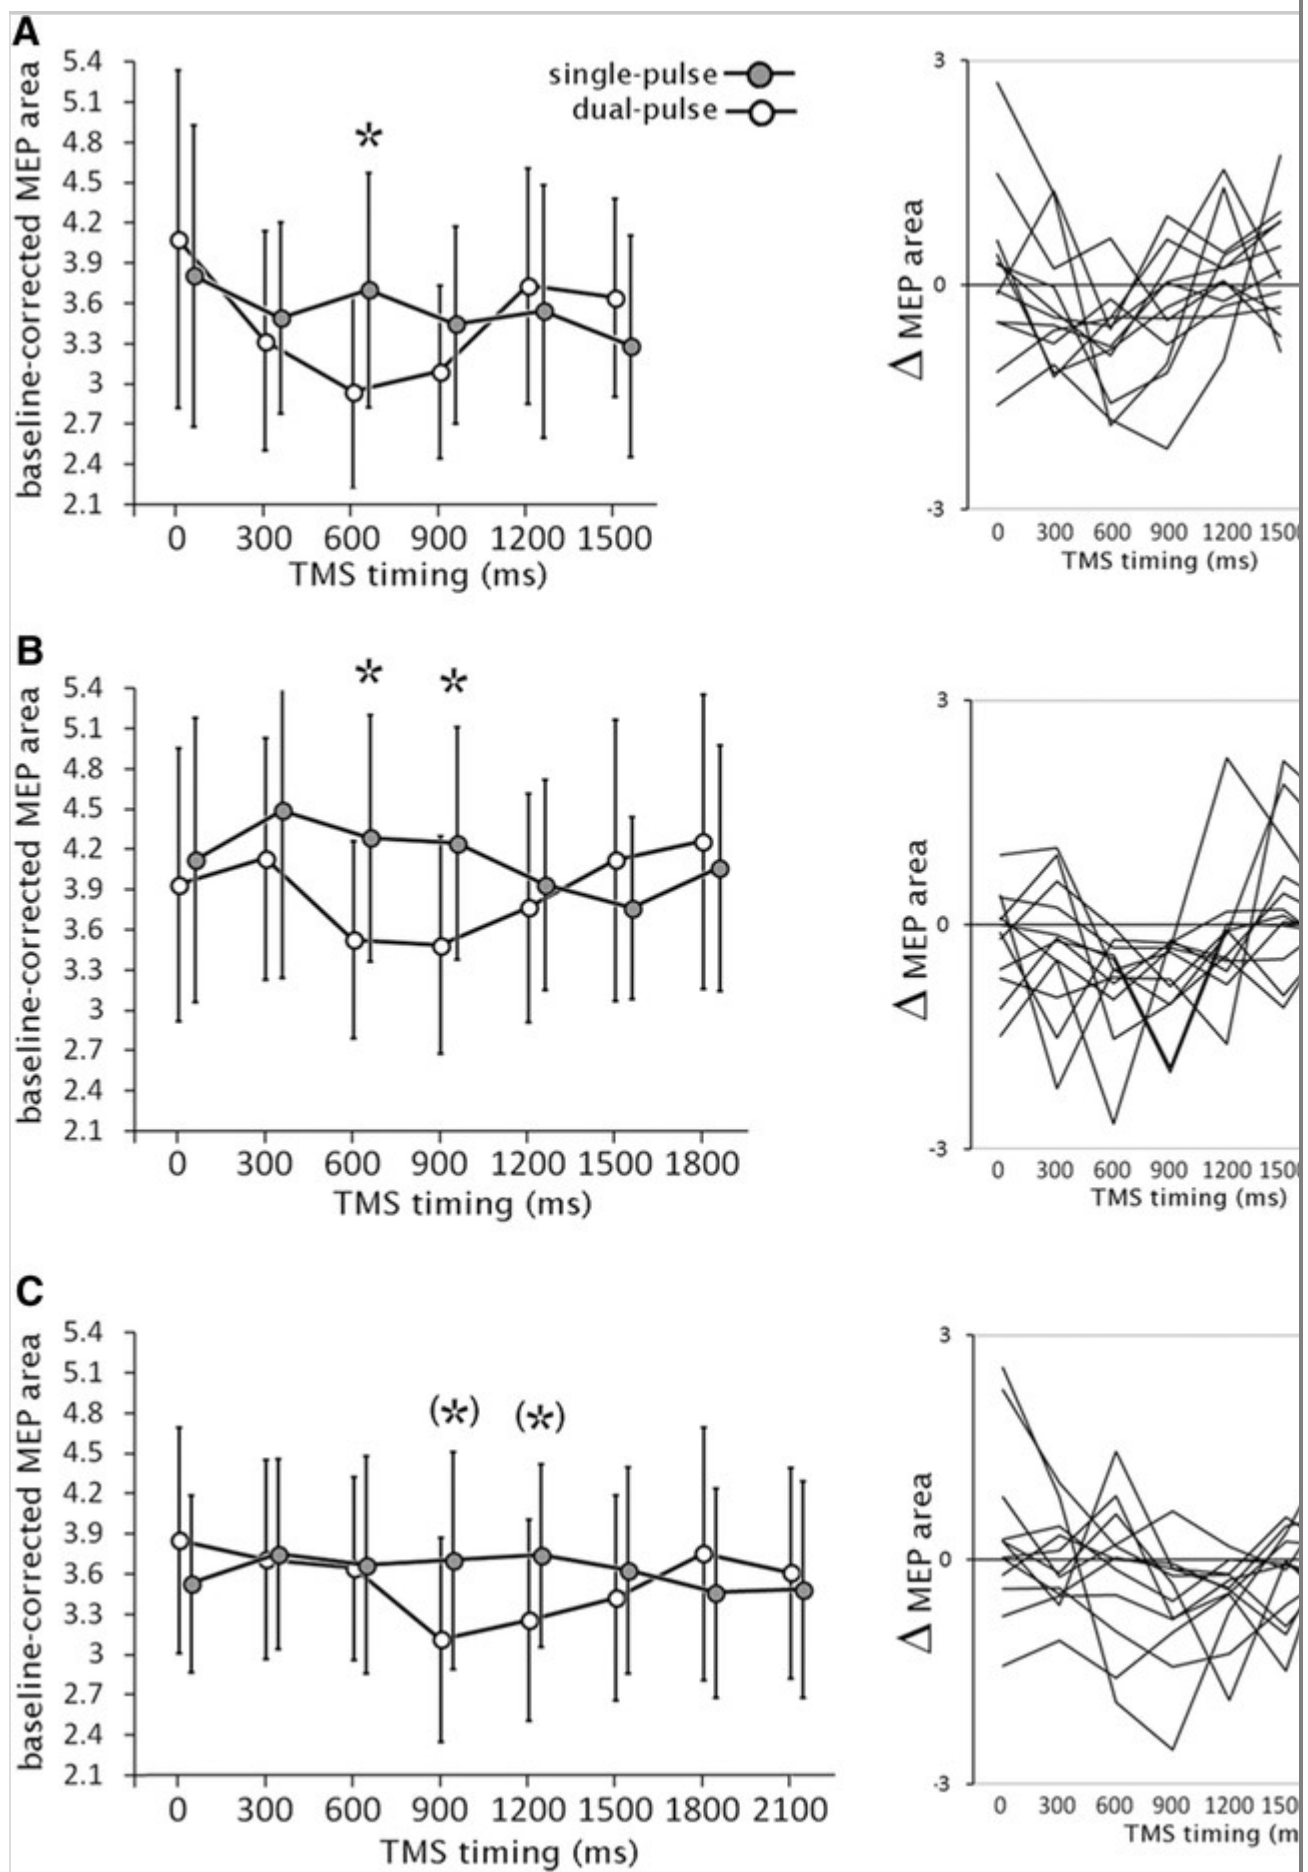 A
baseline-corrected MEP area
5.4
5.1
4.8
4.5
4.2
3.9
3.6
3.3
3
2.7
2.4
2.1
single-pulse
dual-pulse
*
0 300 600 900 1200 1500
TMS timing (ms)
Δ MEP area
3
0
-3
0 300 600 900 1200 1500
TMS timing (ms)
B
baseline-corrected MEP area
5.4
5.1
4.8
4.5
4.2
3.9
3.6
3.3
3
2.7
2.4
2.1
* *
0 300 600 900 1200 1500 1800
TMS timing (ms)
Δ MEP area
3
0
-3
0 300 600 900 1200 1500
TMS timing (ms)
C
baseline-corrected MEP area
5.4
5.1
4.8
4.5
4.2
3.9
3.6
3.3
3
2.7
2.4
2.1
(*) (*)
0 300 600 900 1200 1500 1800 2100
TMS timing (ms)
Δ MEP area
3
0
-3
0 300 600 900 1200 150
TMS timing (m